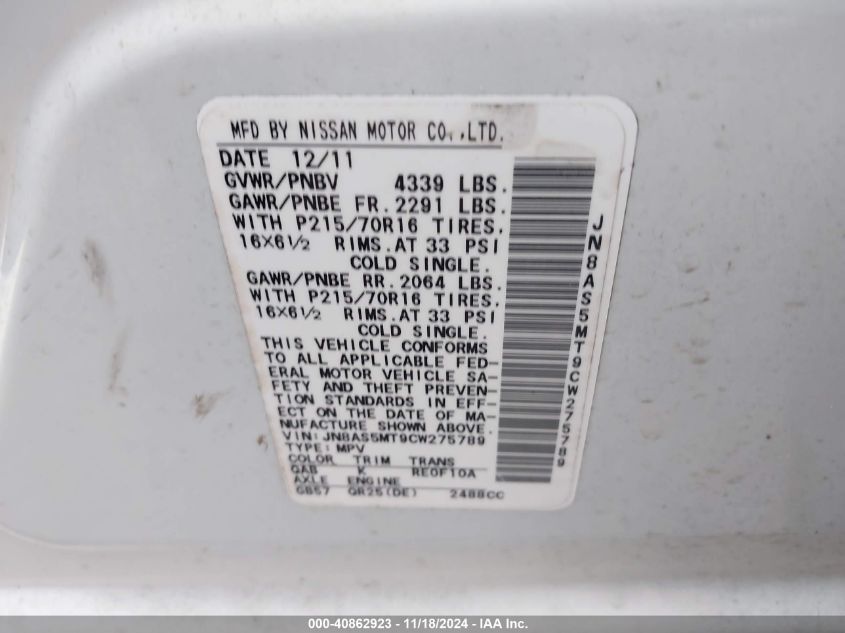 MFD BY NISSAN MOTOR CO.,LTD.
DATE 12/11
GVWR/PNBV 4339 LBS.
GAWR/PNBE FR. 2291 LBS.
WITH P215/70R16 TIRES.
16X6½ RIMS. AT 33 PSI
COLD SINGLE.
GAWR/PNBE RR. 2064 LBS.
WITH P215/70R16 TIRES.
16X6½ RIMS. AT 33 PSI
COLD SINGLE.
THIS VEHICLE CONFORMS
TO ALL APPLICABLE FED-
ERAL MOTOR VEHICLE SA-
FETY AND THEFT PREVEN-
TION STANDARDS IN EFF-
ECT ON THE DATE OF MA-
NUFACTURE SHOWN ABOVE.
VIN: JN8AS5MT9CW275789
TYPE: MPV
COLOR TRIM TRANS
QAB K RE0F10A
AXLE ENGINE
GB57 QR25(DE) 2488CC
JN8AS5MT9CW275789
000-40862923 - 11/18/2024 - IAA Inc.